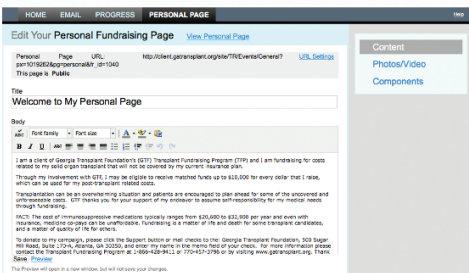 HOME EMAIL PROGRESS PERSONAL PAGE Help
Edit Your Personal Fundraising Page View Personal Page
Personal Page URL: http://client.gatransplant.org/site/TR/Events/General? URL Settings
pxfr=1019262&pg=personal&fr_id=1040
This page is Public
Content
Photos/Video
Components
Title
Welcome to My Personal Page
Body
ABC Font family Font size A
B I U ABC
I am a client of Georgia Transplant Foundation's (GTF) Transplant Fundraising Program (TFP) and I am fundraising for costs
related to my solid organ transplant that will not be covered by my current insurance plan.
Through my involvement with GTF, I may be eligible to receive matched funds up to $10,000 for every dollar that I raise,
which can be used for my post-transplant related costs.
Transplantation can be an overwhelming situation and patients are encouraged to plan ahead for some of the uncovered and
unforeseeable costs. GTF thanks you for your support of my endeavor to assume self-responsibility for my medical needs
through fundraising.
FACT: The cost of immunosuppressive medications typically ranges from $20,600 to $32,908 per year and even with
insurance, medicine co-pays can be unaffordable. Fundraising is a matter of life and death for some transplant candidates,
and a matter of quality of life for others.
To donate to my campaign, please click the Support button or mail checks to the: Georgia Transplant Foundation, 500 Sugar
Mill Road, Suite 170-A, Atlanta, GA 30350, and enter my name in the memo field of your check. For more information please
contact the Transplant Fundraising Program at 1-866-428-9411 or 770-457-3796 or by visiting www.gatransplant.org. Thank
Save Preview
The Preview will open in a new window, but will not save your changes.